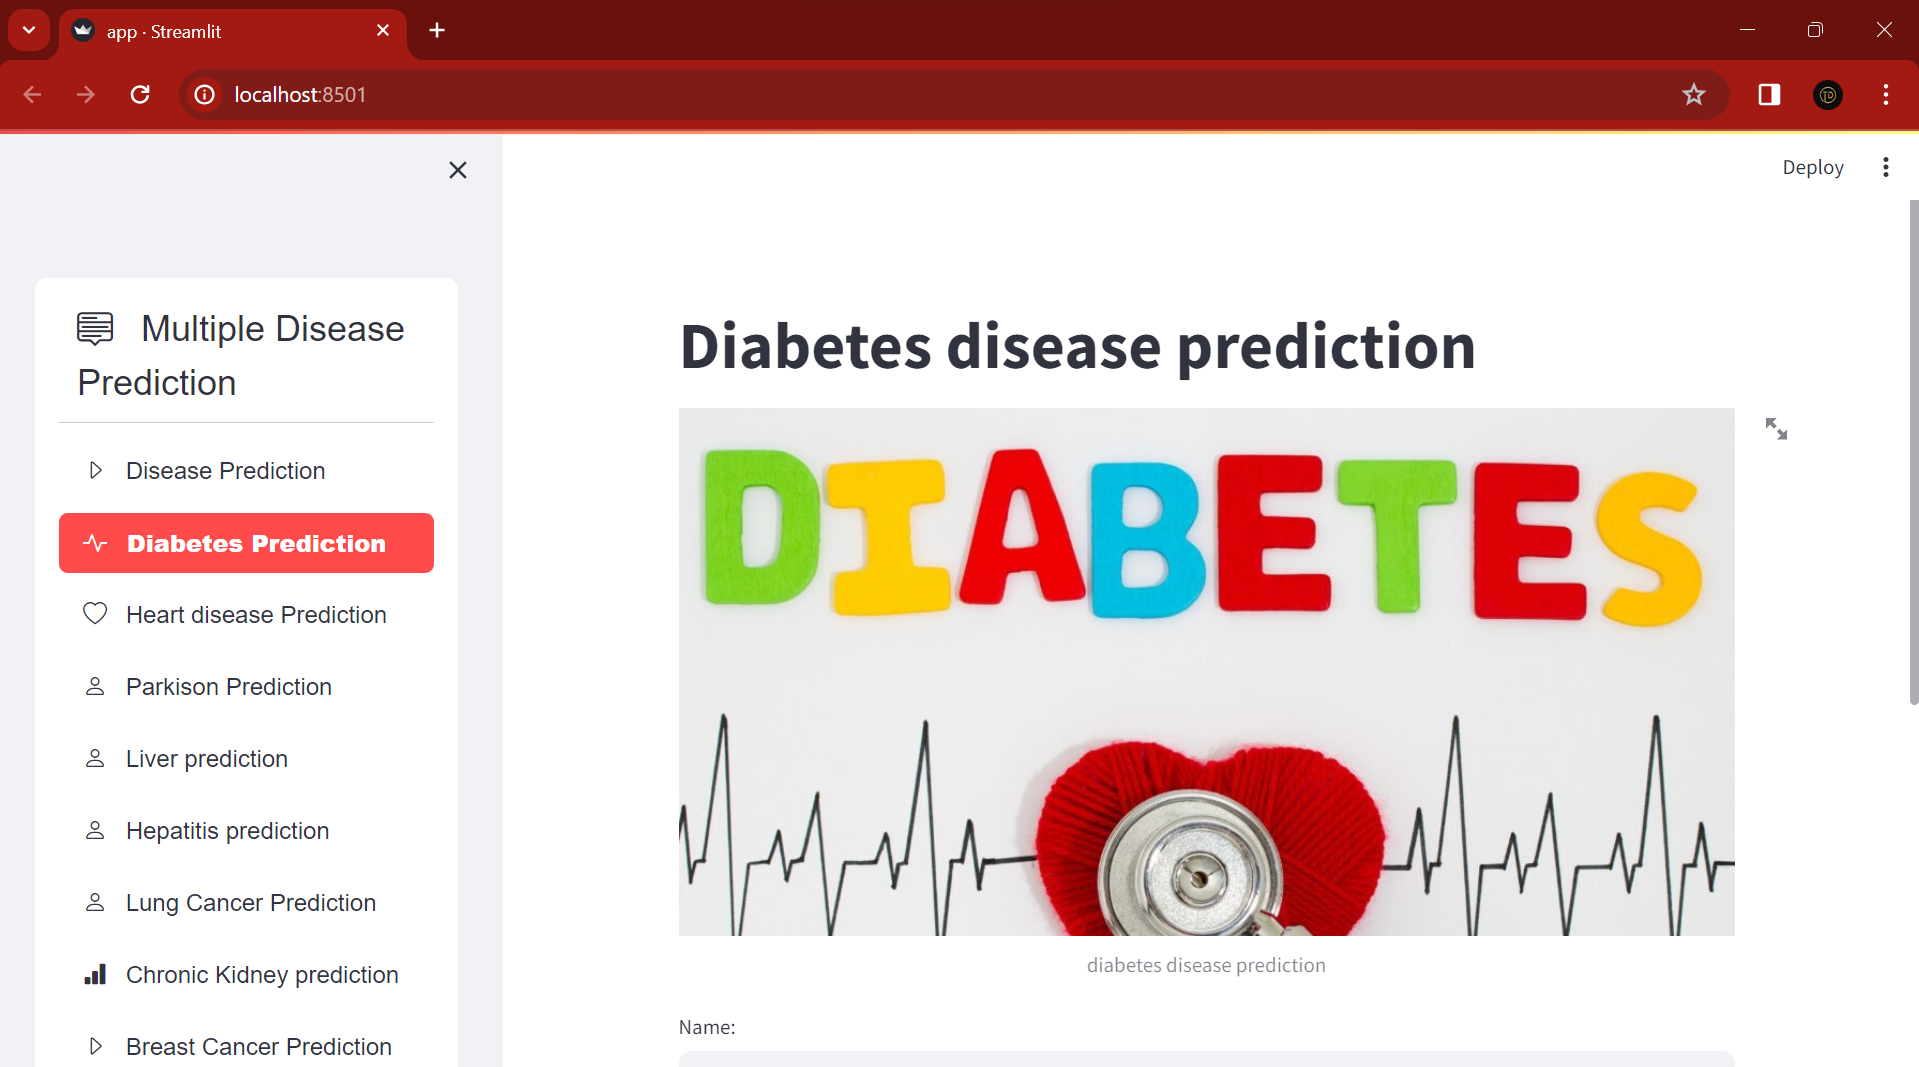 app · Streamlit
localhost:8501
Deploy
Multiple Disease
Prediction
Disease Prediction
Diabetes Prediction
Heart disease Prediction
Parkison Prediction
Liver prediction
Hepatitis prediction
Lung Cancer Prediction
Chronic Kidney prediction
Breast Cancer Prediction
Diabetes disease prediction
DIABETES
diabetes disease prediction
Name: